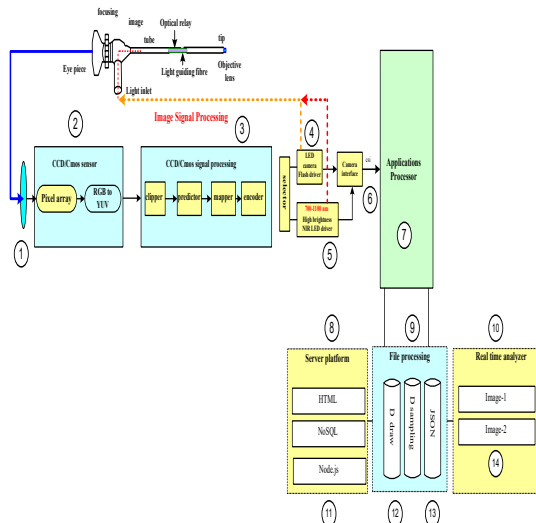 focusing
image
tube
Optical relay
tip
Eye piece
Light guiding fibre
Objective
lens
Light inlet
Image Signal Processing
2
3
4
CCD/Cmos sensor
Pixel array
RGB to
YUV
CCD/Cmos signal processing
clipper
predictor
mapper
encoder
selector
LED
camera
Flash driver
700-1100 nm
High brightness
NIR LED driver
Camera
interface
csi
Applications
Processor
1
5
6
7
8
9
10
Server platform
HTML
NoSQL
Node.js
File processing
D draw
D sampling
JSON
Real time analyzer
Image-1
Image-2
14
11
12
13